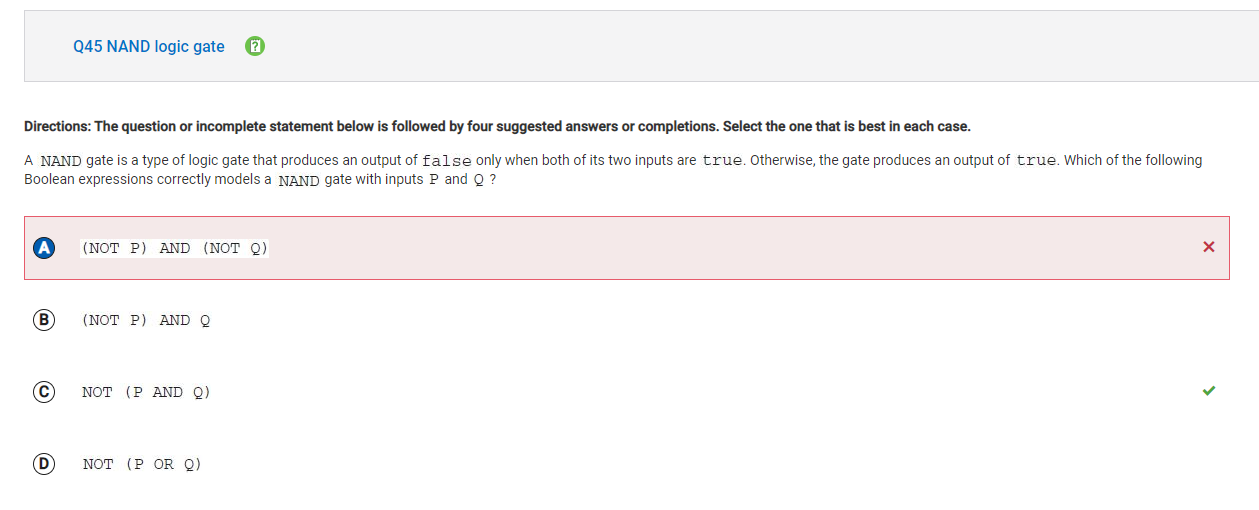 Q45 NAND logic gate
Directions: The question or incomplete statement below is followed by four suggested answers or completions. Select the one that is best in each case.
A NAND gate is a type of logic gate that produces an output of false only when both of its two inputs are true. Otherwise, the gate produces an output of true. Which of the following
Boolean expressions correctly models a NAND gate with inputs P and Q ?
A (NOT P) AND (NOT Q)
B (NOT P) AND Q
C NOT (P AND Q)
D NOT (P OR Q)